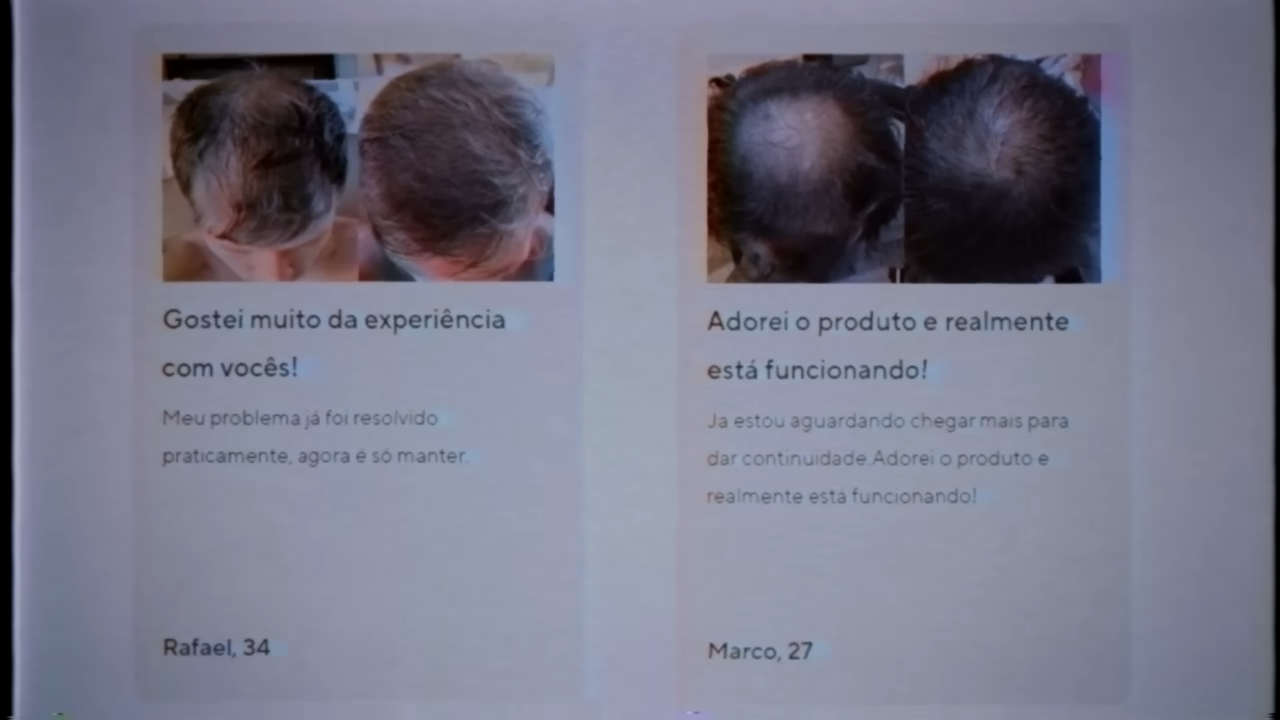 Gostei muito da experiência
com vocês!
Meu problema já foi resolvido
praticamente, agora é só manter.
Rafael, 34
Adorei o produto e realmente
está funcionando!
Ja estou aguardando chegar mais para
dar continuidade.Adorei o produto e
realmente está funcionando!
Marco, 27